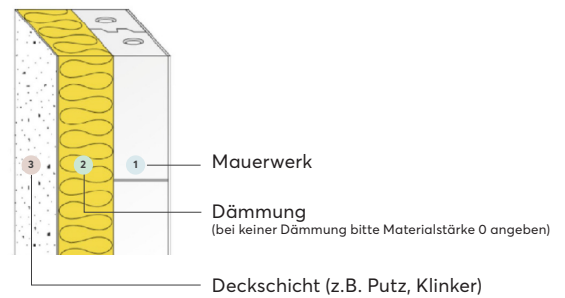 3
2
1
Mauerwerk
Dämmung
(bei keiner Dämmung bitte Materialstärke 0 angeben)
Deckschicht (z.B. Putz, Klinker)